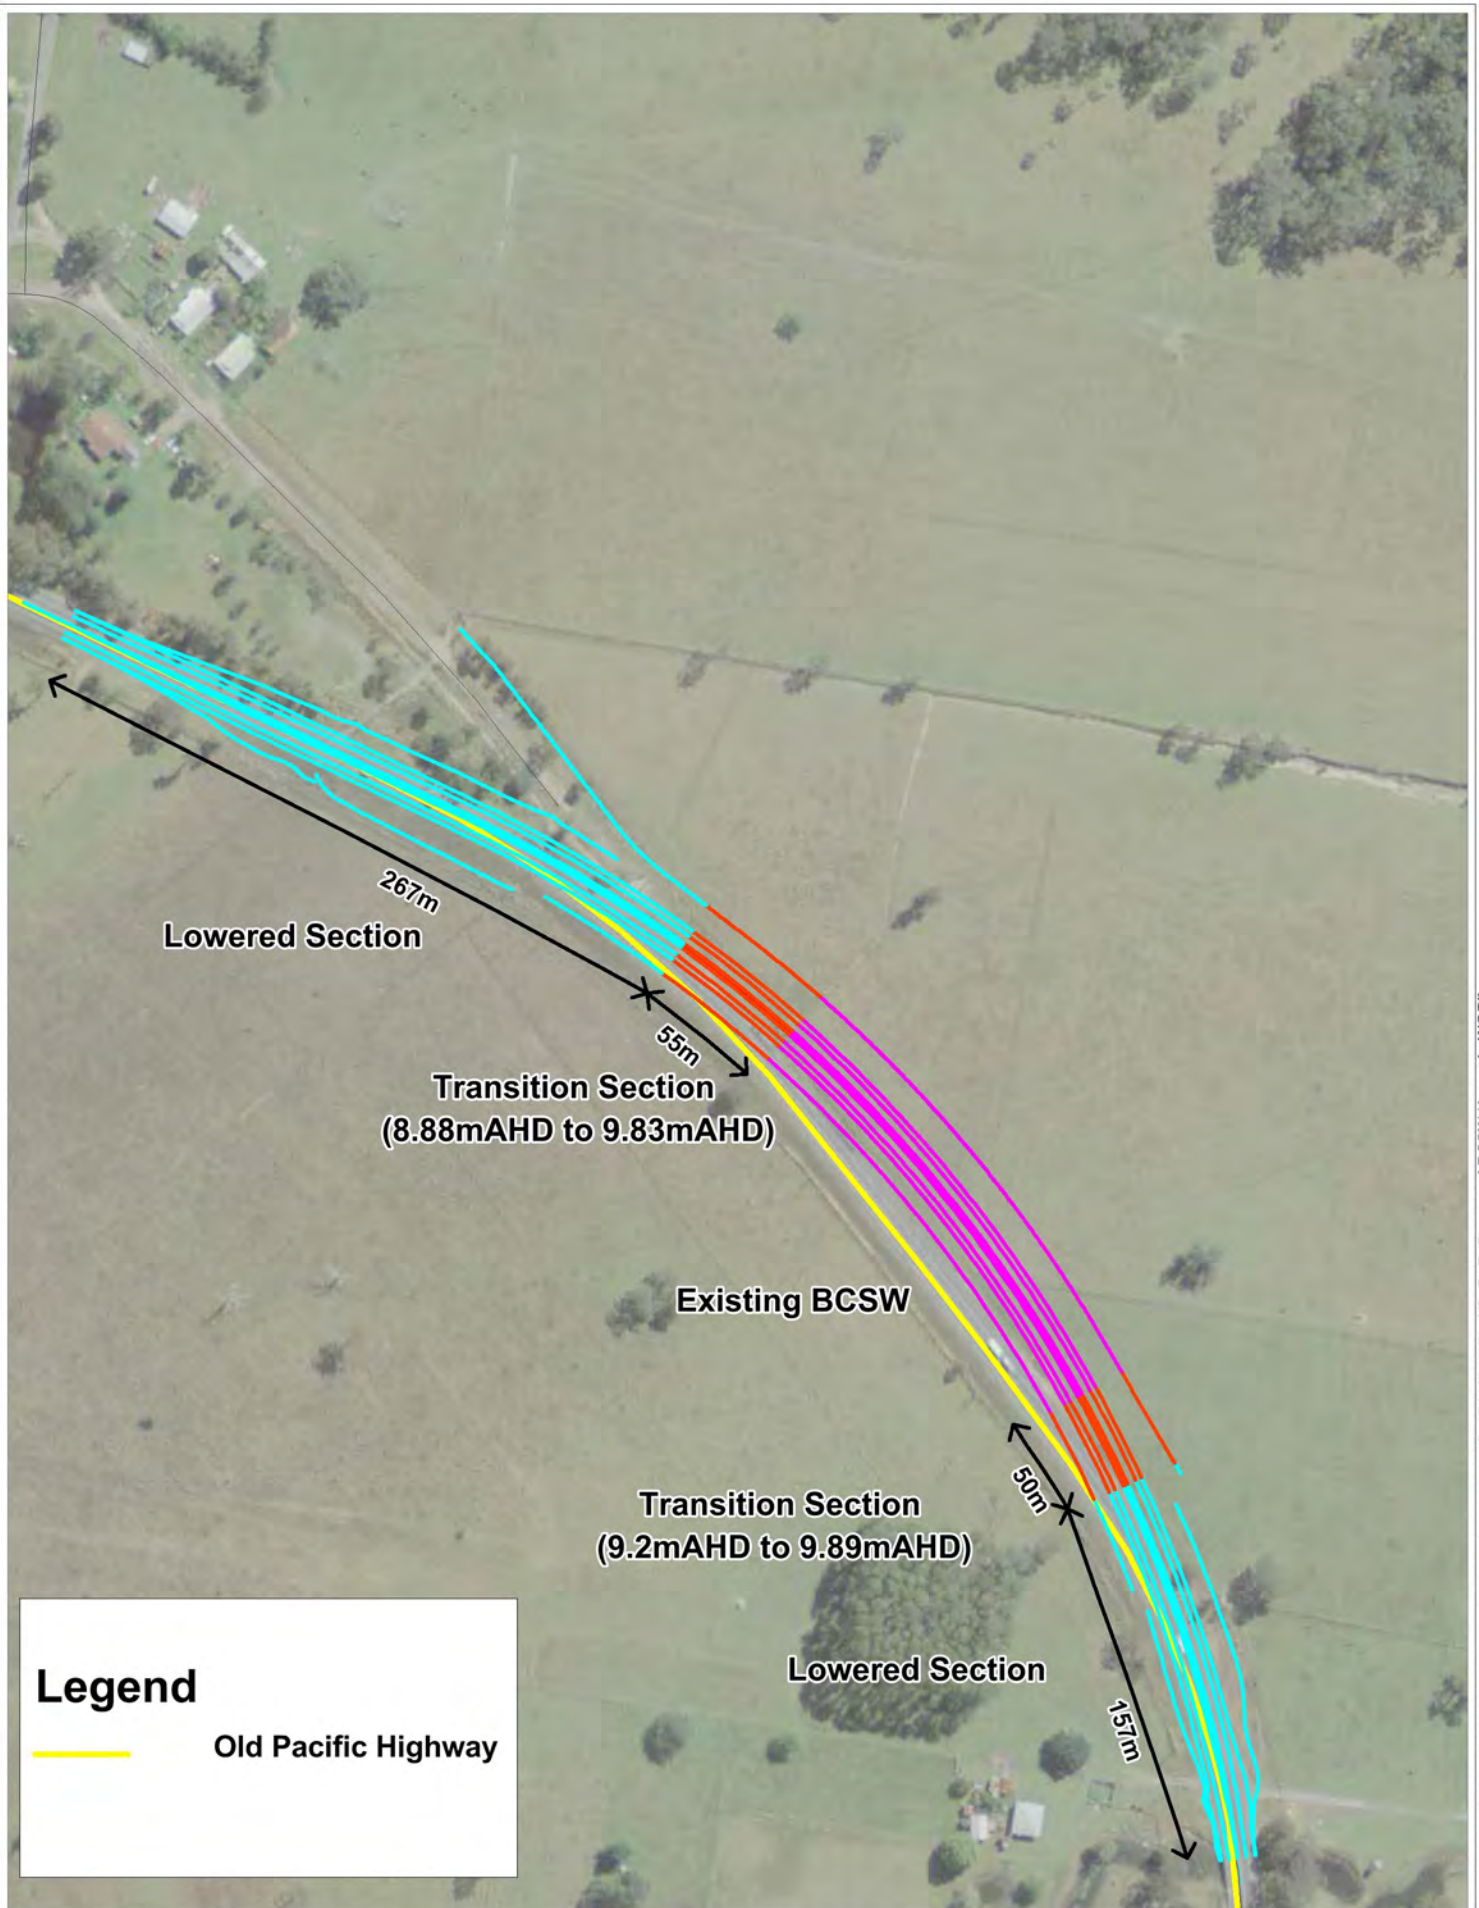 267m
Lowered Section
55m
Transition Section
(8.88mAHD to 9.83mAHD)
Existing BCSW
50m
Transition Section
(9.2mAHD to 9.89mAHD)
Lowered Section
157m
Legend
Old Pacific Highway